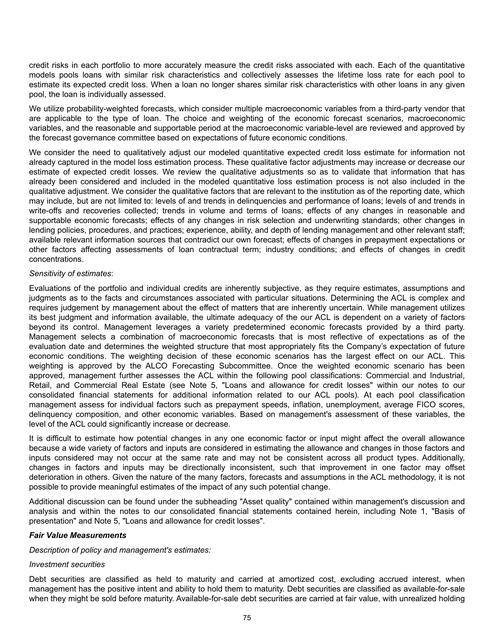 credit risks in each portfolio to more accurately measure the credit risks associated with each. Each of the quantitative
models pools loans with similar risk characteristics and collectively assesses the lifetime loss rate for each pool to
estimate its expected credit loss. When a loan no longer shares similar risk characteristics with other loans in any given
pool, the loan is individually assessed.
We utilize probability-weighted forecasts, which consider multiple macroeconomic variables from a third-party vendor that
are applicable to the type of loan. The choice and weighting of the economic forecast scenarios, macroeconomic
variables, and the reasonable and supportable period at the macroeconomic variable-level are reviewed and approved by
the forecast governance committee based on expectations of future economic conditions.
We consider the need to qualitatively adjust our modeled quantitative expected credit loss estimate for information not
already captured in the model loss estimation process. These qualitative factor adjustments may increase or decrease our
estimate of expected credit losses. We review the qualitative adjustments so as to validate that information that has
already been considered and included in the modeled quantitative loss estimation process is not also included in the
qualitative adjustment. We consider the qualitative factors that are relevant to the institution as of the reporting date, which
may include, but are not limited to: levels of and trends in delinquencies and performance of loans; levels of and trends in
write-offs and recoveries collected; trends in volume and terms of loans; effects of any changes in reasonable and
supportable economic forecasts; effects of any changes in risk selection and underwriting standards; other changes in
lending policies, procedures, and practices; experience, ability, and depth of lending management and other relevant staff;
available relevant information sources that contradict our own forecast; effects of changes in prepayment expectations or
other factors affecting assessments of loan contractual term; industry conditions; and effects of changes in credit
concentrations.
Sensitivity of estimates:
Evaluations of the portfolio and individual credits are inherently subjective, as they require estimates, assumptions and
judgments as to the facts and circumstances associated with particular situations. Determining the ACL is complex and
requires judgement by management about the effect of matters that are inherently uncertain. While management utilizes
its best judgment and information available, the ultimate adequacy of the our ACL is dependent on a variety of factors
beyond its control. Management leverages a variety predetermined economic forecasts provided by a third party.
Management selects a combination of macroeconomic forecasts that is most reflective of expectations as of the
evaluation date and determines the weighted structure that most appropriately fits the Company's expectation of future
economic conditions. The weighting decision of these economic scenarios has the largest effect on our ACL. This
weighting is approved by the ALCO Forecasting Subcommittee. Once the weighted economic scenario has been
approved, management further assesses the ACL within the following pool classifications: Commercial and Industrial,
Retail, and Commercial Real Estate (see Note 5, "Loans and allowance for credit losses" within our notes to our
consolidated financial statements for additional information related to our ACL pools). At each pool classification
management assess for individual factors such as prepayment speeds, inflation, unemployment, average FICO scores,
delinquency composition, and other economic variables. Based on management's assessment of these variables, the
level of the ACL could significantly increase or decrease.
It is difficult to estimate how potential changes in any one economic factor or input might affect the overall allowance
because a wide variety of factors and inputs are considered in estimating the allowance and changes in those factors and
inputs considered may not occur at the same rate and may not be consistent across all product types. Additionally,
changes in factors and inputs may be directionally inconsistent, such that improvement in one factor may offset
deterioration in others. Given the nature of the many factors, forecasts and assumptions in the ACL methodology, it is not
possible to provide meaningful estimates of the impact of any such potential change.
Additional discussion can be found under the subheading "Asset quality" contained within management's discussion and
analysis and within the notes to our consolidated financial statements contained herein, including Note 1, "Basis of
presentation" and Note 5, "Loans and allowance for credit losses".
Fair Value Measurements
Description of policy and management's estimates:
Investment securities
Debt securities are classified as held to maturity and carried at amortized cost, excluding accrued interest, when
management has the positive intent and ability to hold them to maturity. Debt securities are classified as available-for-sale
when they might be sold before maturity. Available-for-sale debt securities are carried at fair value, with unrealized holding
75